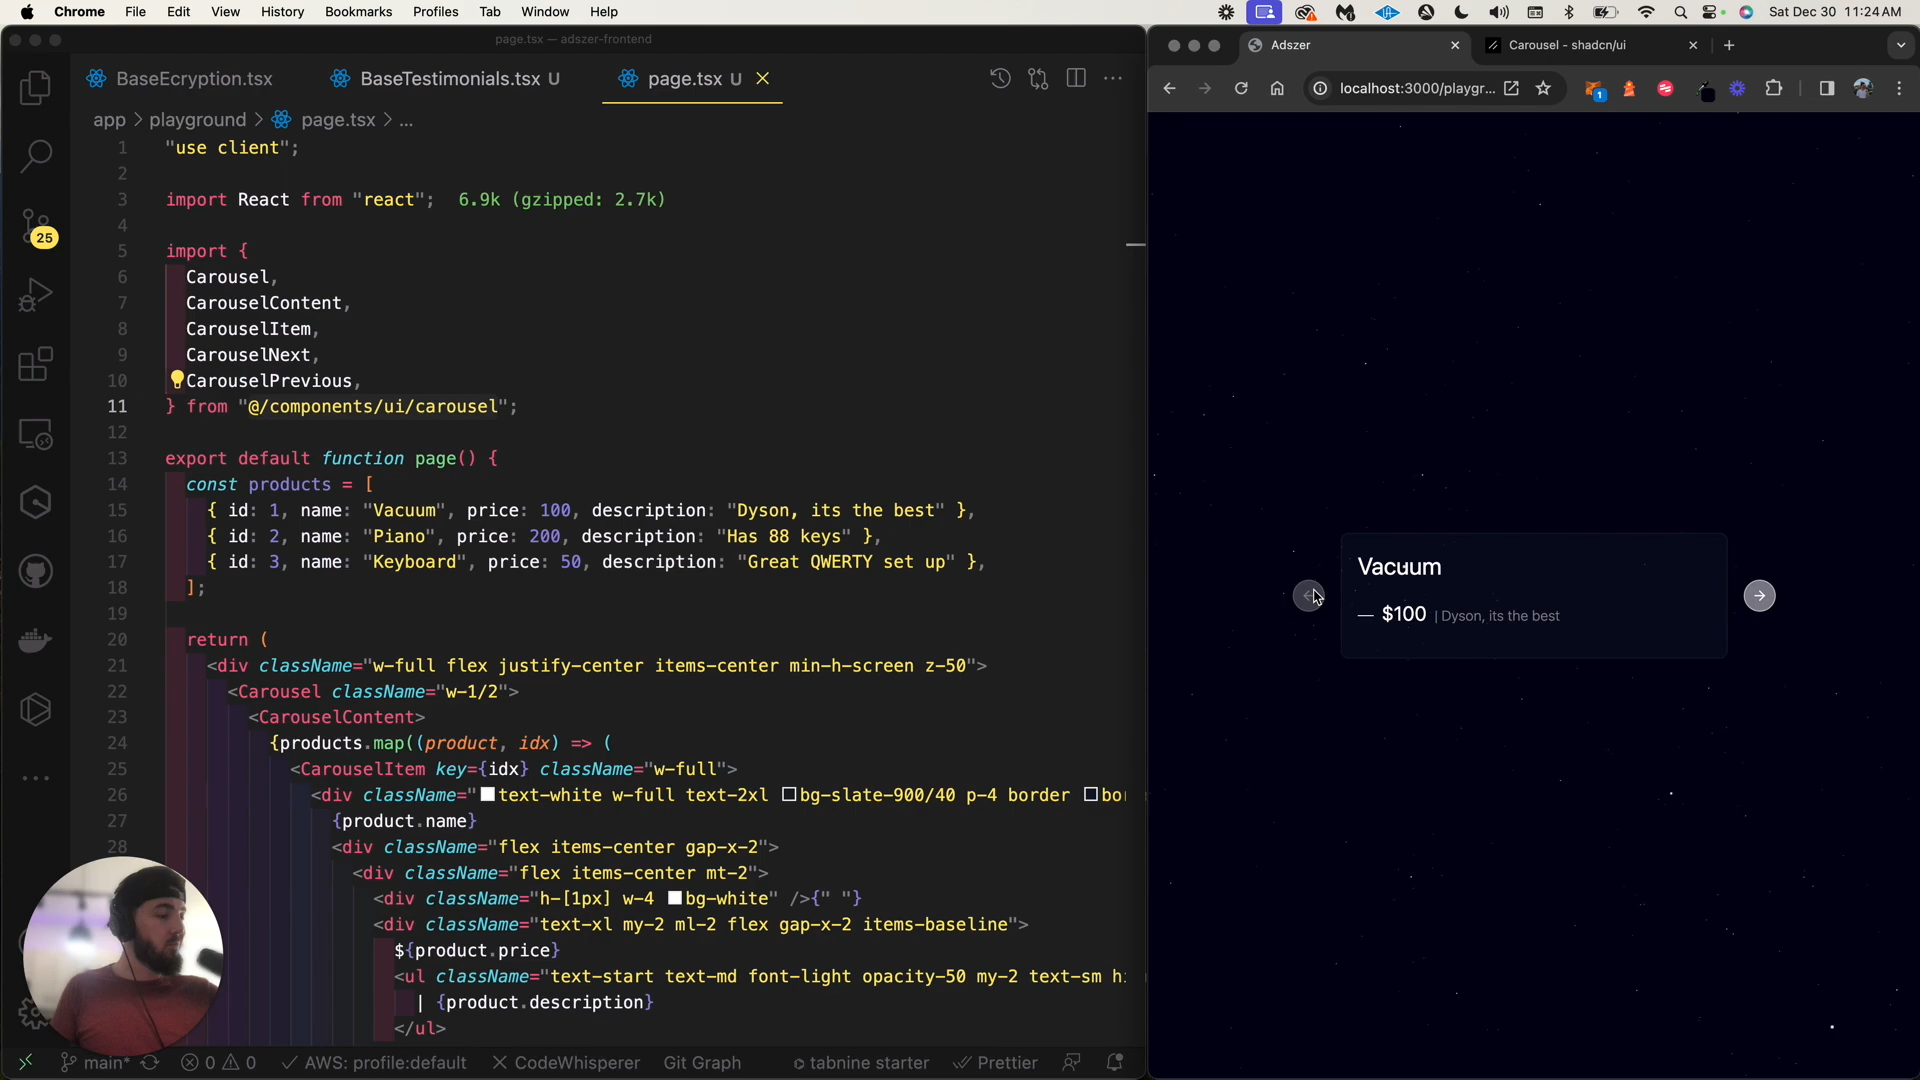 Chrome File Edit View History Bookmarks Profiles Tab Window Help
Sat Dec 30 11:24 AM
page.tsx — adszer-frontend
BaseEcryption.tsx
BaseTestimonials.tsx U
page.tsx U
app > playground > page.tsx > ...
1 "use client";
2
3 import React from "react"; 6.9k (gzipped: 2.7k)
4
5 import {
6 Carousel,
7 CarouselContent,
8 CarouselItem,
9 CarouselNext,
10 CarouselPrevious,
11 } from "@/components/ui/carousel";
12
13 export default function page() {
14 const products = [
15 { id: 1, name: "Vacuum", price: 100, description: "Dyson, its the best" },
16 { id: 2, name: "Piano", price: 200, description: "Has 88 keys" },
17 { id: 3, name: "Keyboard", price: 50, description: "Great QWERTY set up" },
18 ];
19
20 return (
21 <div className="w-full flex justify-center items-center min-h-screen z-50">
22 <Carousel className="w-1/2">
23 <CarouselContent>
24 {products.map((product, idx) => (
25 <CarouselItem key={idx} className="w-full">
26 <div className="text-white w-full text-2xl bg-slate-900/40 p-4 border bor
27 {product.name}
28 <div className="flex items-center gap-x-2">
<div className="flex items-center mt-2">
<div className="h-[1px] w-4 bg-white" />{" "}
<div className="text-xl my-2 ml-2 flex gap-x-2 items-baseline">
${product.price}
<ul className="text-start text-md font-light opacity-50 my-2 text-sm hi
| {product.description}
</ul>
25
main* 0 0 AWS: profile:default CodeWhisperer Git Graph tabnine starter Prettier
Adszer
Carousel - shadcn/ui
localhost:3000/playgr...
1
Vacuum
— $100 | Dyson, its the best